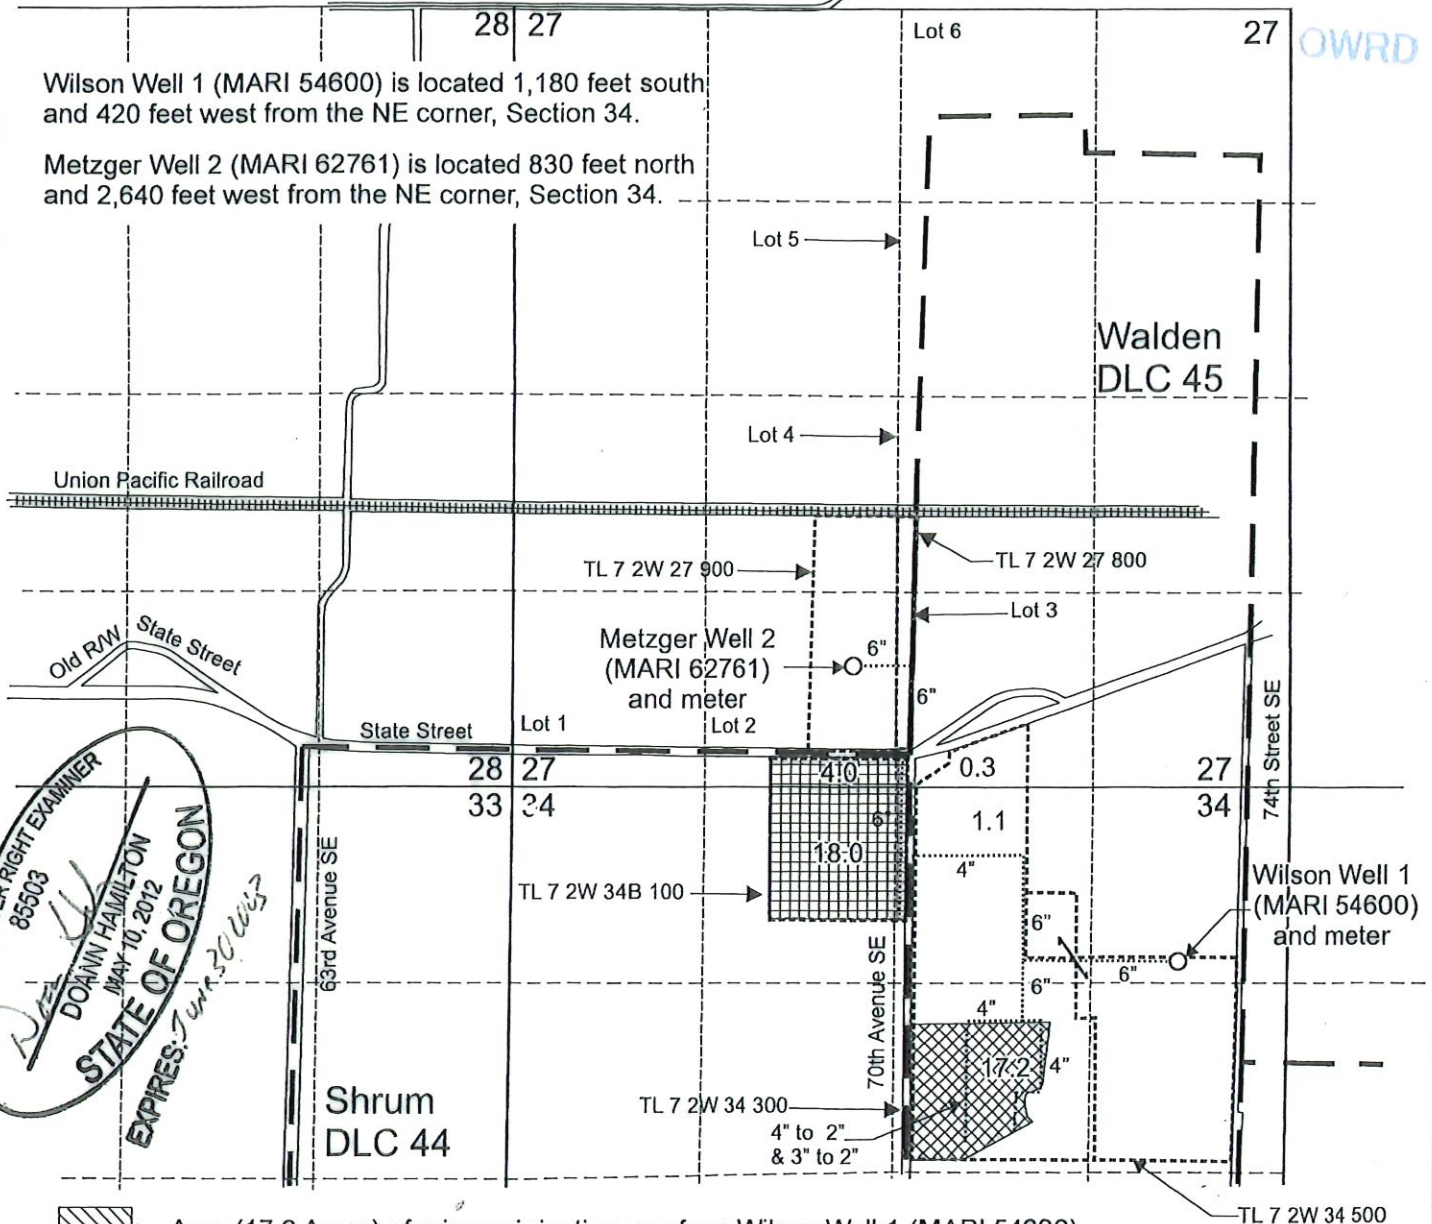 28 27
Lot 6
27
OWRD
Wilson Well 1 (MARI 54600) is located 1,180 feet south
and 420 feet west from the NE corner, Section 34.
Metzger Well 2 (MARI 62761) is located 830 feet north
and 2,640 feet west from the NE corner, Section 34.
Lot 5
Walden
DLC 45
Lot 4
Union Pacific Railroad
TL 7 2W 27 900
TL 7 2W 27 800
Lot 3
Old R/W
State Street
Metzger Well 2
(MARI 62761)
and meter
6"
6"
State Street
Lot 1
Lot 2
74th Street SE
28 27
33 34
4.0
0.3
27
34
6"
18.0
1.1
4"
TL 7 2W 34B 100
63rd Avenue SE
70th Avenue SE
Wilson Well 1
(MARI 54600)
and meter
6"
6"
6"
4"
17.2
4"
RIGHT EXAMINER
85503
DOANN HAMILTON
MAY 10, 2012
STATE OF OREGON
EXPIRES: June 30
Shrum
DLC 44
TL 7 2W 34 300
4" to 2"
& 3" to 2"
TL 7 2W 34 500